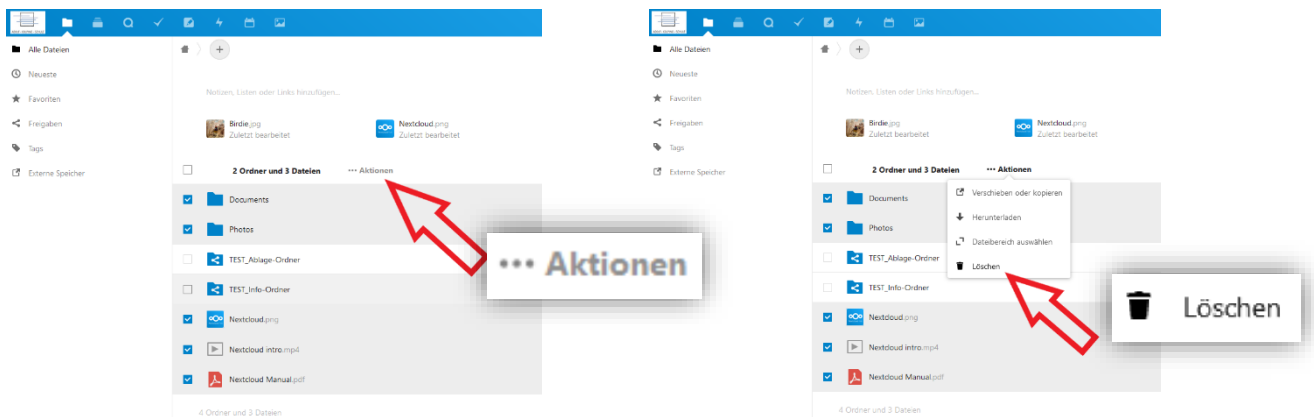 Alle Dateien
Neueste
Favoriten
Freigaben
Tags
Externe Speicher
Notizen, Listen oder Links hinzufügen...
Birdie.jpg
Zuletzt bearbeitet
Nextcloud.png
Zuletzt bearbeitet
2 Ordner und 3 Dateien
••• Aktionen
Documents
Photos
TEST_Ablage-Ordner
TEST_Info-Ordner
Nextcloud.png
Nextcloud intro.mp4
Nextcloud Manual.pdf
4 Ordner und 3 Dateien
••• Aktionen
Alle Dateien
Neueste
Favoriten
Freigaben
Tags
Externe Speicher
Notizen, Listen oder Links hinzufügen...
Birdie.jpg
Zuletzt bearbeitet
Nextcloud.png
Zuletzt bearbeitet
2 Ordner und 3 Dateien
••• Aktionen
Verschieben oder kopieren
Herunterladen
Dateibereich auswählen
Löschen
Documents
Photos
TEST_Ablage-Ordner
TEST_Info-Ordner
Nextcloud.png
Nextcloud intro.mp4
Nextcloud Manual.pdf
4 Ordner und 3 Dateien
Löschen